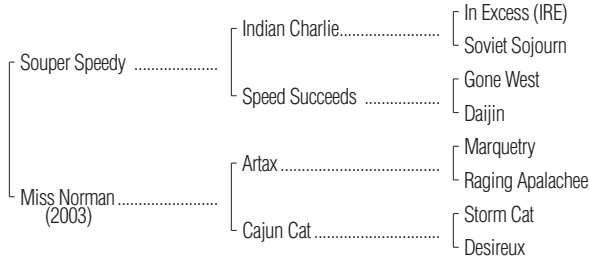 In Excess (IRE)
Indian Charlie....................
Soviet Sojourn
Souper Speedy .....................
Gone West
Speed Succeeds ...................
Daijin
Marquetry
Artax ........................................
Raging Apalachee
Miss Norman .........................
(2003)
Storm Cat
Cajun Cat ...............................
Desireux